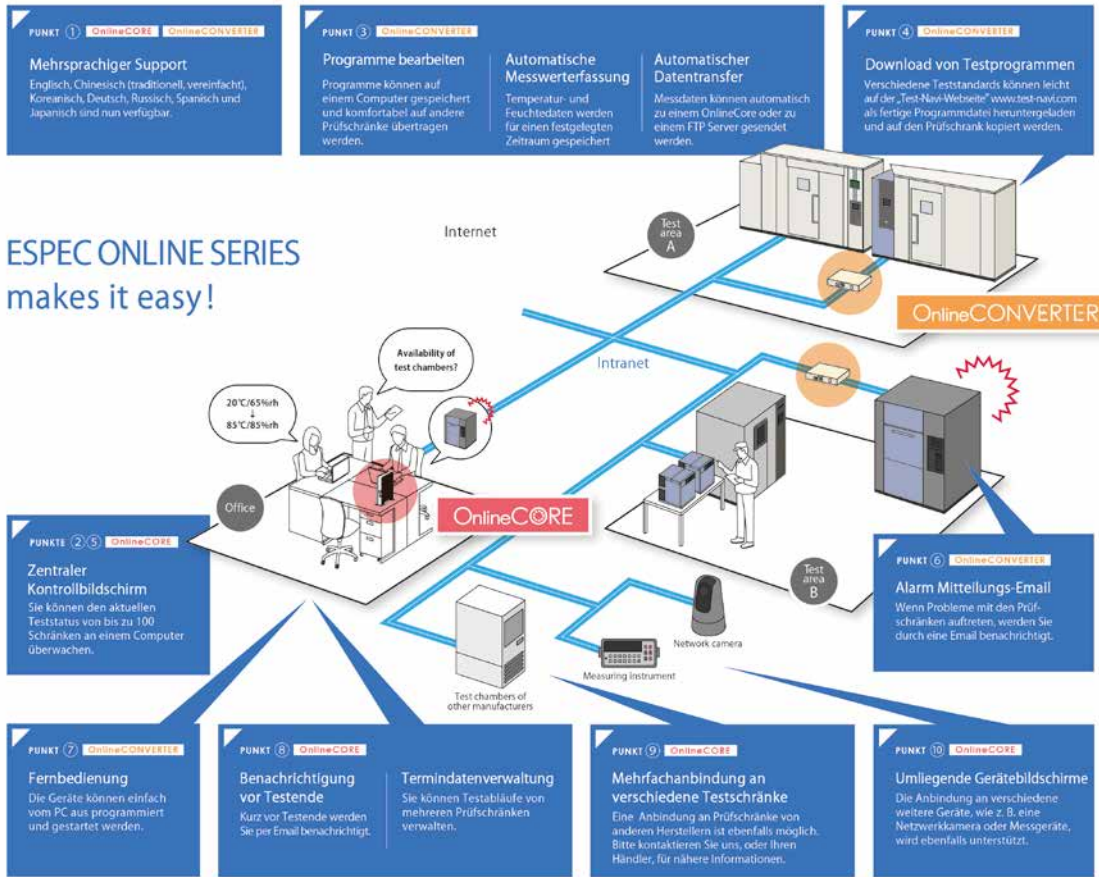 PUNKT ① OnlineCORE OnlineCONVERTER
Mehrsprachiger Support
Englisch, Chinesisch (traditionell, vereinfacht),
Koreanisch, Deutsch, Russisch, Spanisch und
Japanisch sind nun verfügbar.
PUNKT ③ OnlineCONVERTER
Programme bearbeiten
Programme können auf
einem Computer gespeichert
und komfortabel auf andere
Prüfschränke übertragen
werden.
Automatische
Messwerterfassung
Temperatur- und
Feuchtedaten werden
für einen festgelegten
Zeitraum gespeichert
Automatischer
Datentransfer
Messdaten können automatisch
zu einem OnlineCore oder zu
einem FTP Server gesendet
werden.
PUNKT ④ OnlineCONVERTER
Download von Testprogrammen
Verschiedene Teststandards können leicht
auf der „Test-Navi-Webseite" www.test-navi.com
als fertige Programmdatei heruntergeladen
und auf den Prüfschrank kopiert werden.
ESPEC ONLINE SERIES
makes it easy!
Internet
Test
area
A
OnlineCONVERTER
Intranet
Availability of
test chambers?
20℃/65%rh
↓
85℃/85%rh
Office
OnlineCORE
Test
area
B
PUNKTE ②⑤ OnlineCORE
Zentraler
Kontrollbildschirm
Sie können den aktuellen
Teststatus von bis zu 100
Schränken an einem Computer
überwachen.
PUNKT ⑥ OnlineCONVERTER
Alarm Mitteilungs-Email
Wenn Probleme mit den Prüf-
schränken auftreten, werden Sie
durch eine Email benachrichtigt.
Network camera
Measuring instrument
Test chambers of
other manufacturers
PUNKT ⑦ OnlineCONVERTER
Fernbedienung
Die Geräte können einfach
vom PC aus programmiert
und gestartet werden.
PUNKT ⑧ OnlineCORE
Benachrichtigung
vor Testende
Kurz vor Testende werden
Sie per Email benachrichtigt.
Termindatenverwaltung
Sie können Testabläufe von
mehreren Prüfschränken
verwalten.
PUNKT ⑨ OnlineCORE
Mehrfachanbindung an
verschiedene Testschränke
Eine Anbindung an Prüfschränke von
anderen Herstellern ist ebenfalls möglich.
Bitte kontaktieren Sie uns, oder Ihren
Händler, für nähere Informationen.
PUNKT ⑩ OnlineCORE
Umliegende Gerätebildschirme
Die Anbindung an verschiedene
weitere Geräte, wie z. B. eine
Netzwerkkamera oder Messgeräte,
wird ebenfalls unterstützt.